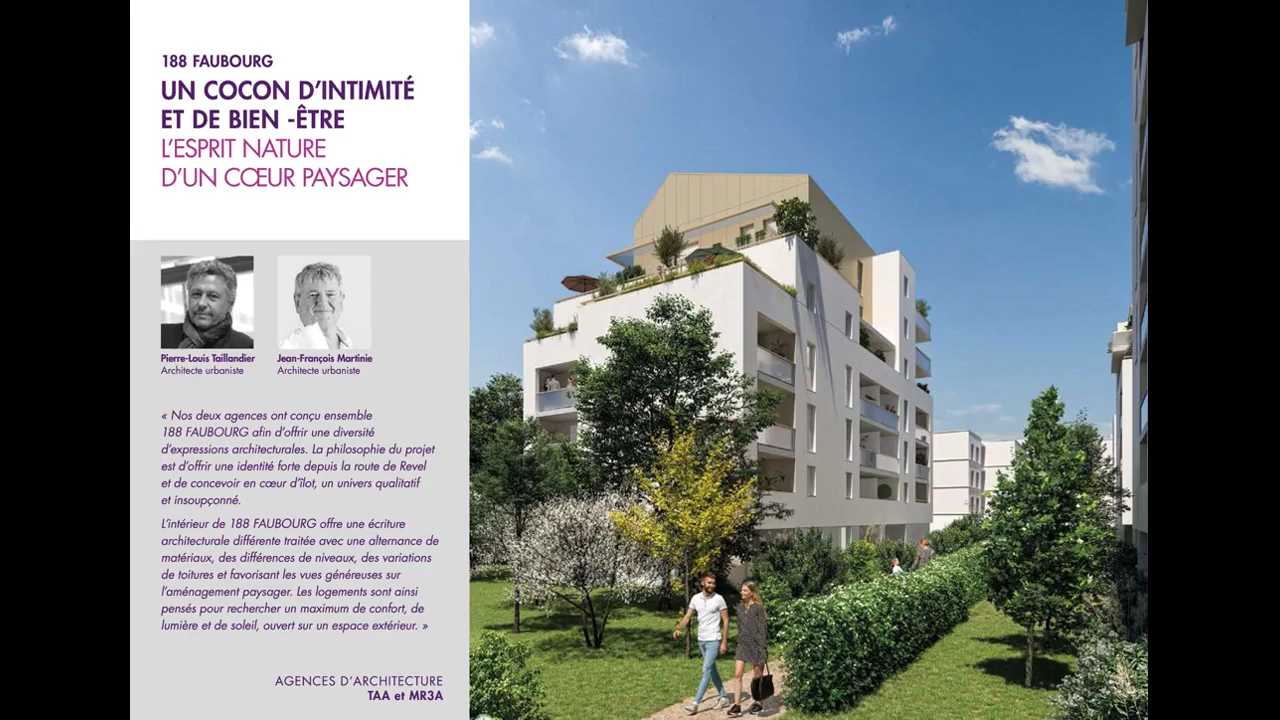 188 FAUBOURG
UN COCON D'INTIMITÉ
ET DE BIEN -ÊTRE
L'ESPRIT NATURE
D'UN CŒUR PAYSAGER
Pierre-Louis Taillandier
Architecte urbaniste
Jean-François Martinie
Architecte urbaniste
« Nos deux agences ont conçu ensemble
188 FAUBOURG afin d'offrir une diversité
d'expressions architecturales. La philosophie du projet
est d'offrir une identité forte depuis la route de Revel
et de concevoir en cœur d'îlot, un univers qualitatif
et insoupçonné.
L'intérieur de 188 FAUBOURG offre une écriture
architecturale différente traitée avec une alternance de
matériaux, des différences de niveaux, des variations
de toitures et favorisant les vues généreuses sur
l'aménagement paysager. Les logements sont ainsi
pensés pour rechercher un maximum de confort, de
lumière et de soleil, ouvert sur un espace extérieur. »
AGENCES D'ARCHITECTURE
TAA et MR3A